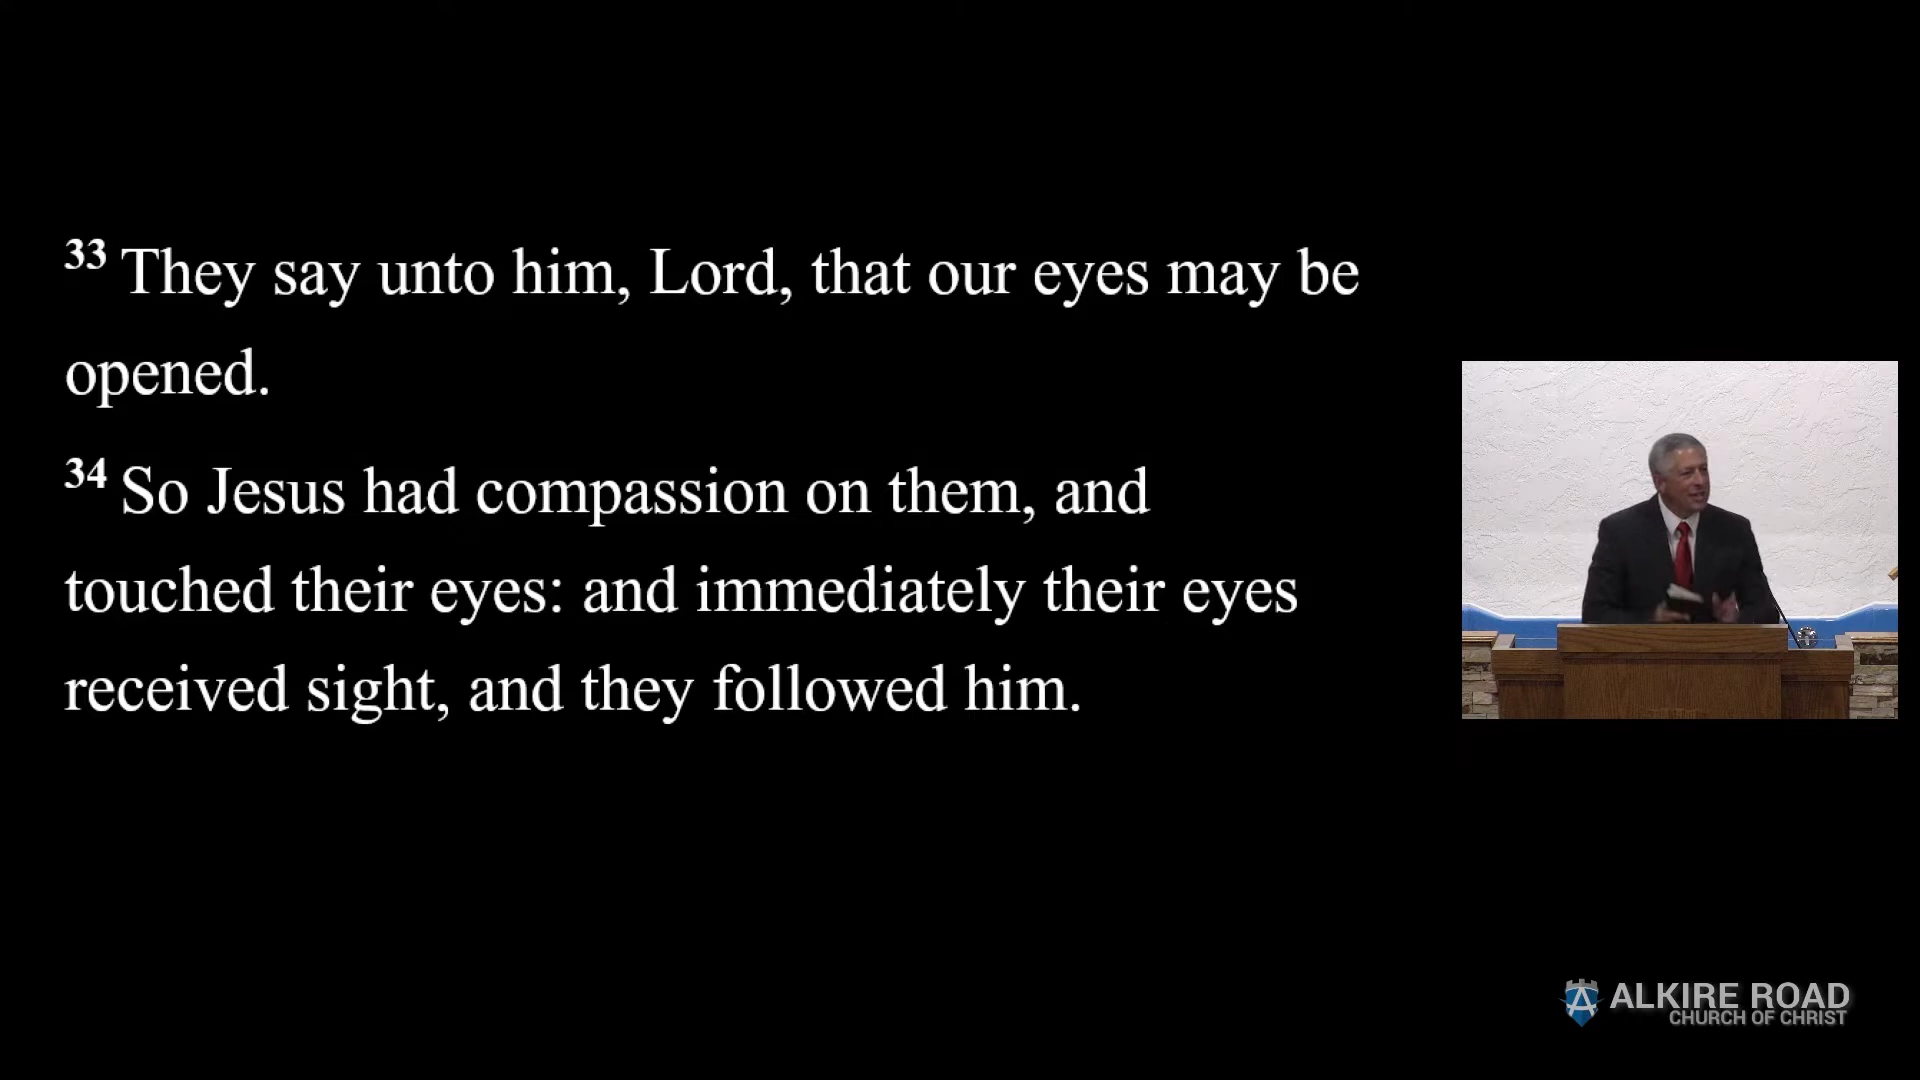 33 They say unto him, Lord, that our eyes may be
opened.
34 So Jesus had compassion on them, and
touched their eyes: and immediately their eyes
received sight, and they followed him.
ALKIRE ROAD
CHURCH OF CHRIST